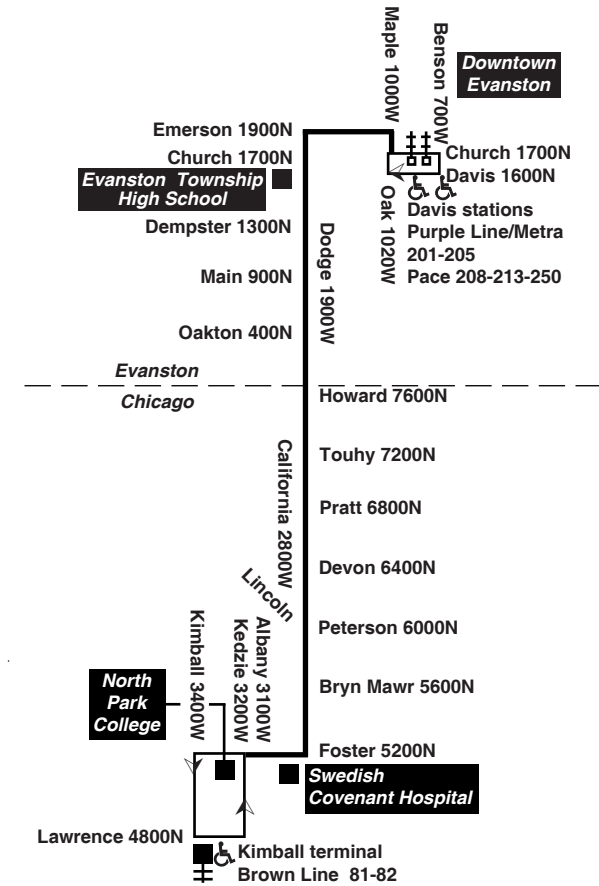 Maple 1000W
Benson 700W
Downtown
Evanston
Emerson 1900N
Church 1700N
Evanston Township
High School
Church 1700N
Davis 1600N
Oak 1020W
Davis stations
Purple Line/Metra
201-205
Pace 208-213-250
Dempster 1300N
Dodge 1900W
Main 900N
Oakton 400N
Evanston
Chicago
Howard 7600N
California 2800W
Touhy 7200N
Pratt 6800N
Devon 6400N
Lincoln
Peterson 6000N
Kimball 3400W
Kedzie 3200W
Albany 3100W
North
Park
College
Bryn Mawr 5600N
Foster 5200N
Swedish
Covenant Hospital
Lawrence 4800N
Kimball terminal
Brown Line 81-82